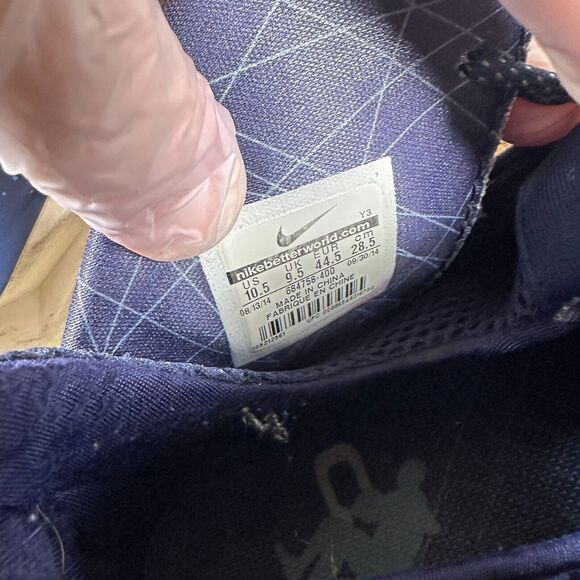 Y3
nikebetterworld.com
US UK EUR cm
10.5 9.5 44.5 28.5
08/13/14 684758-400 09/30/14
MADE IN CHINA
FABRIQUE EN CHINE